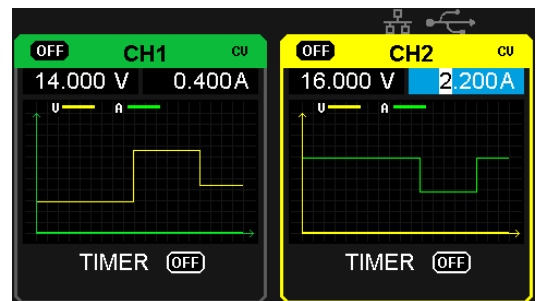 OFF CH1 CV
14.000 V 0.400A
V A
TIMER OFF
OFF CH2 CV
16.000 V 2.200A
V A
TIMER OFF